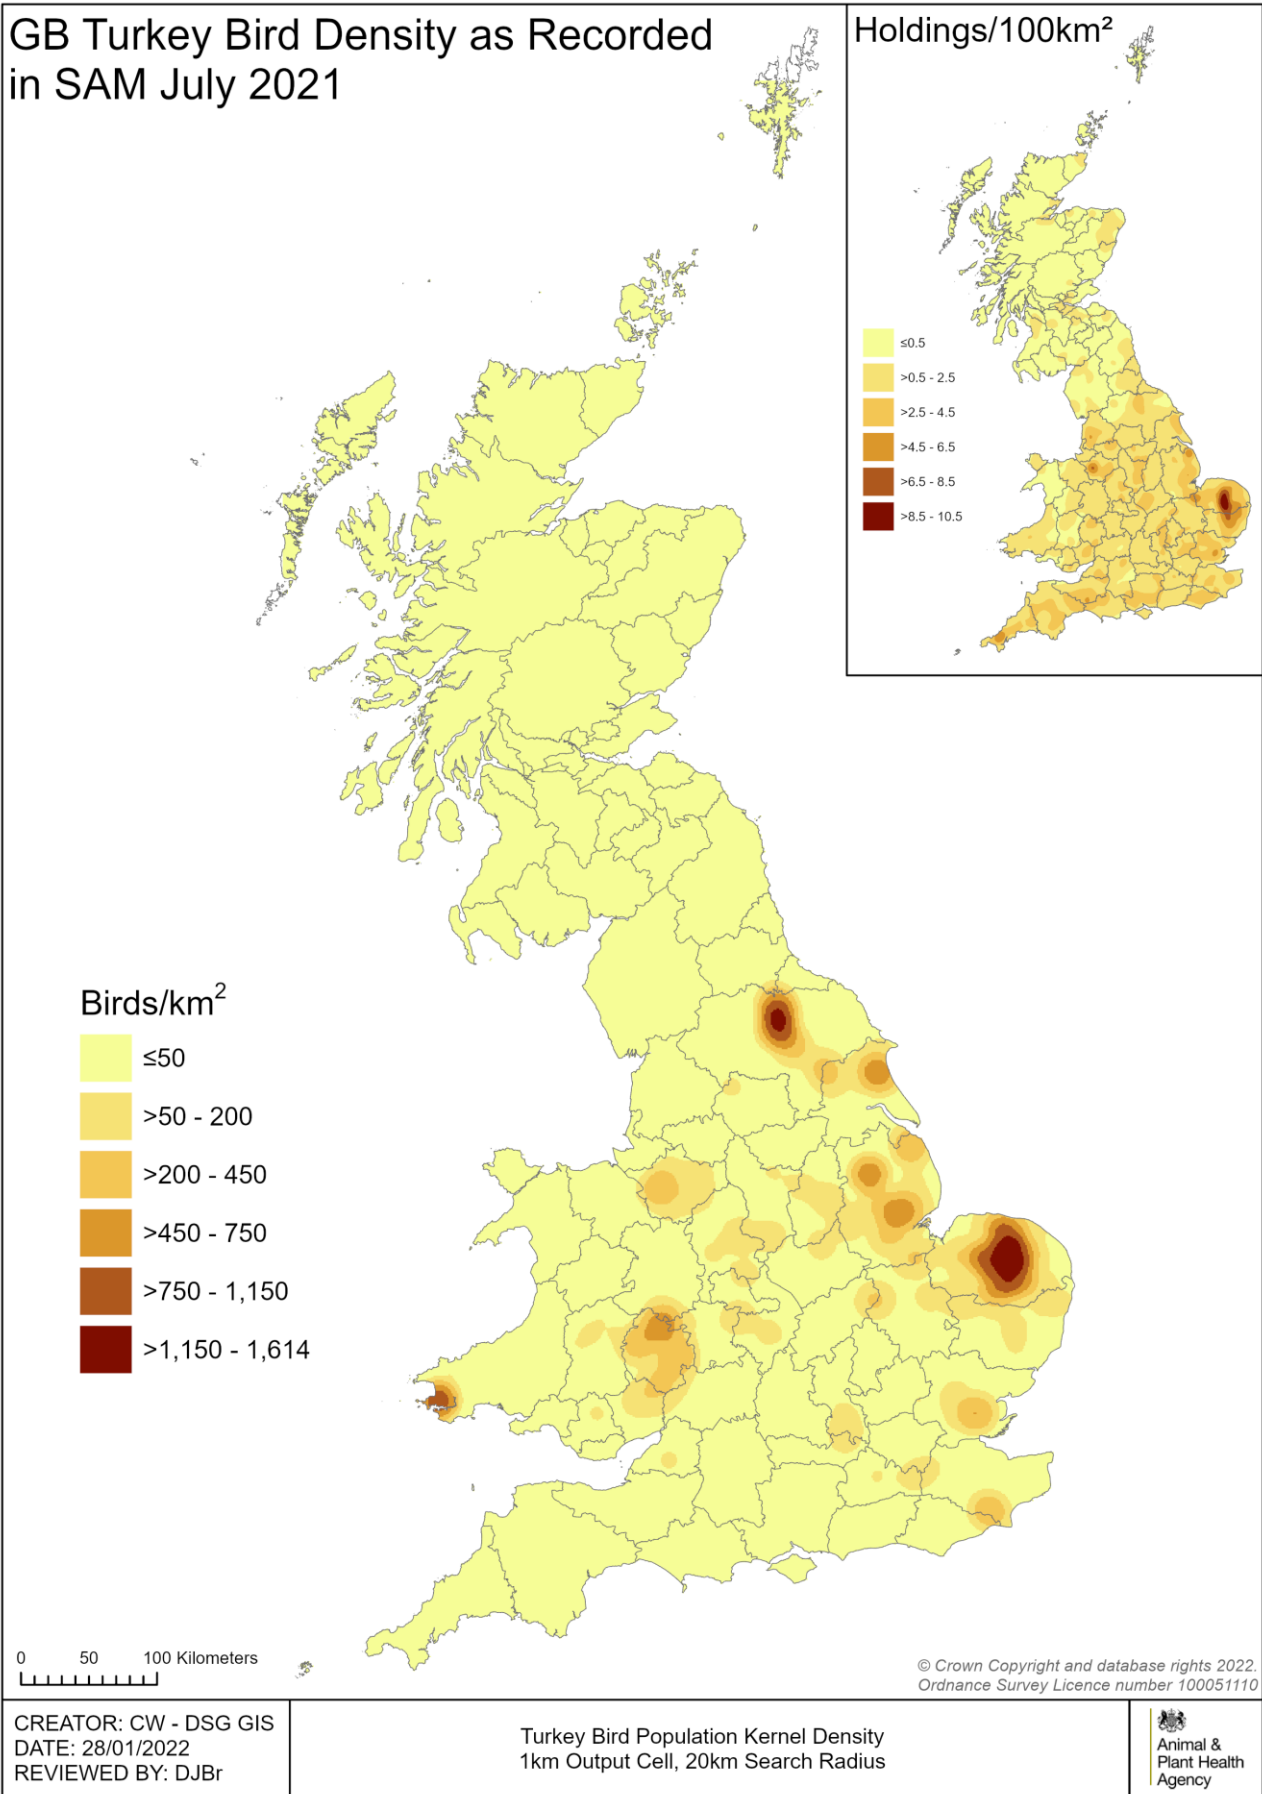 GB Turkey Bird Density as Recorded
in SAM July 2021
Holdings/100km²
≤0.5
>0.5 - 2.5
>2.5 - 4.5
>4.5 - 6.5
>6.5 - 8.5
>8.5 - 10.5
Birds/km²
≤50
>50 - 200
>200 - 450
>450 - 750
>750 - 1,150
>1,150 - 1,614
0 50 100 Kilometers
© Crown Copyright and database rights 2022.
Ordnance Survey Licence number 100051110
CREATOR: CW - DSG GIS
DATE: 28/01/2022
REVIEWED BY: DJBr
Turkey Bird Population Kernel Density
1km Output Cell, 20km Search Radius
Animal &
Plant Health
Agency